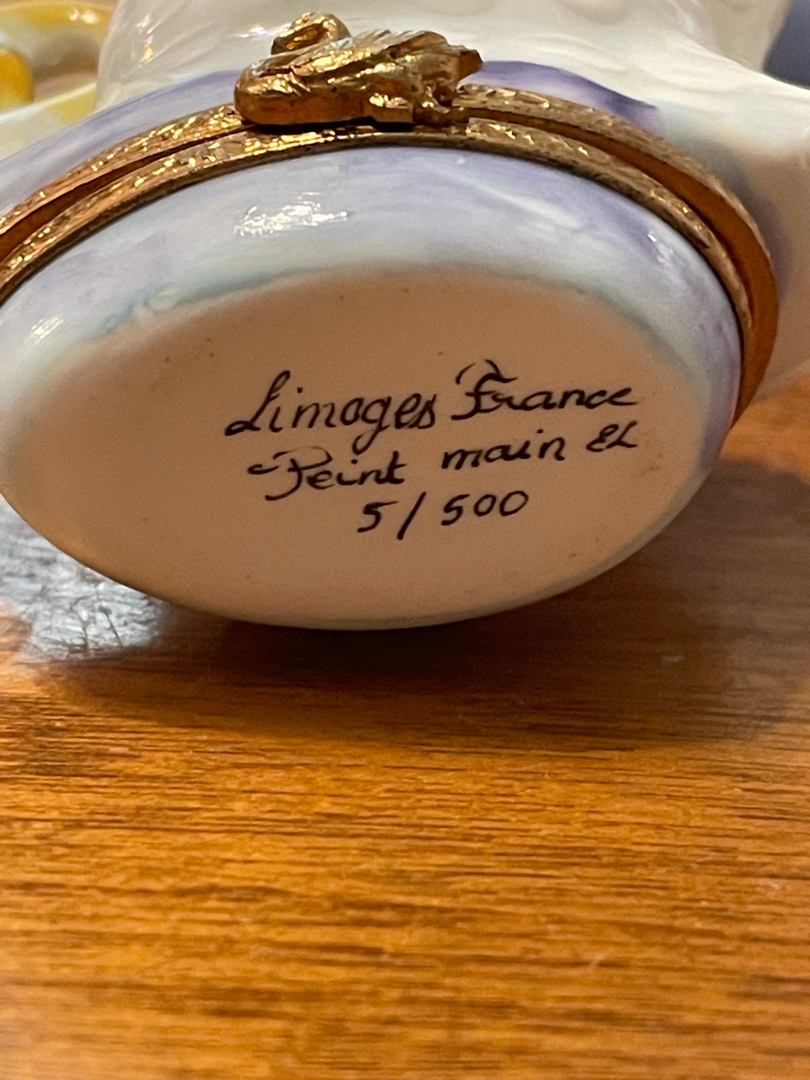 Limoges France
Peint main EL
5/500